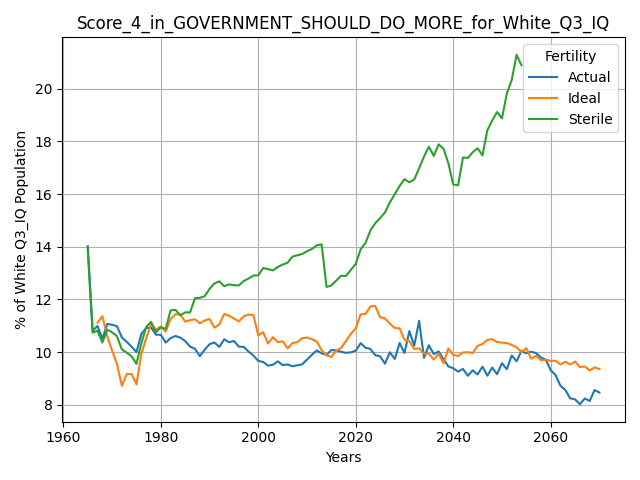 Score_4_in_GOVERNMENT_SHOULD_DO_MORE_for_White_Q3_IQ
% of White Q3_IQ Population
20
18
16
14
12
10
8
Fertility
Actual
Ideal
Sterile
1960
1980
2000
2020
2040
2060
Years